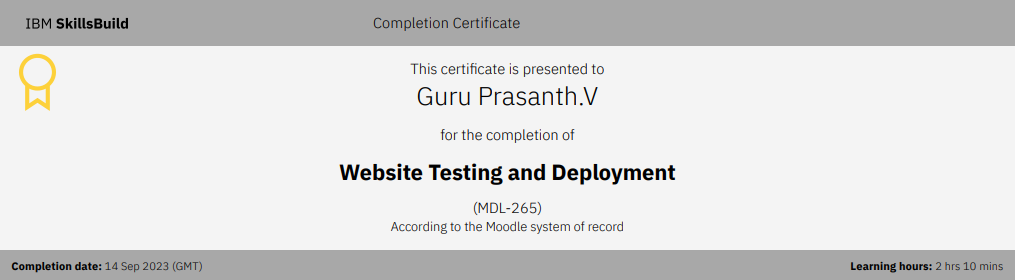 IBM SkillsBuild
Completion Certificate
This certificate is presented to
Guru Prasanth.V
for the completion of
Website Testing and Deployment
(MDL-265)
According to the Moodle system of record
Completion date: 14 Sep 2023 (GMT)
Learning hours: 2 hrs 10 mins